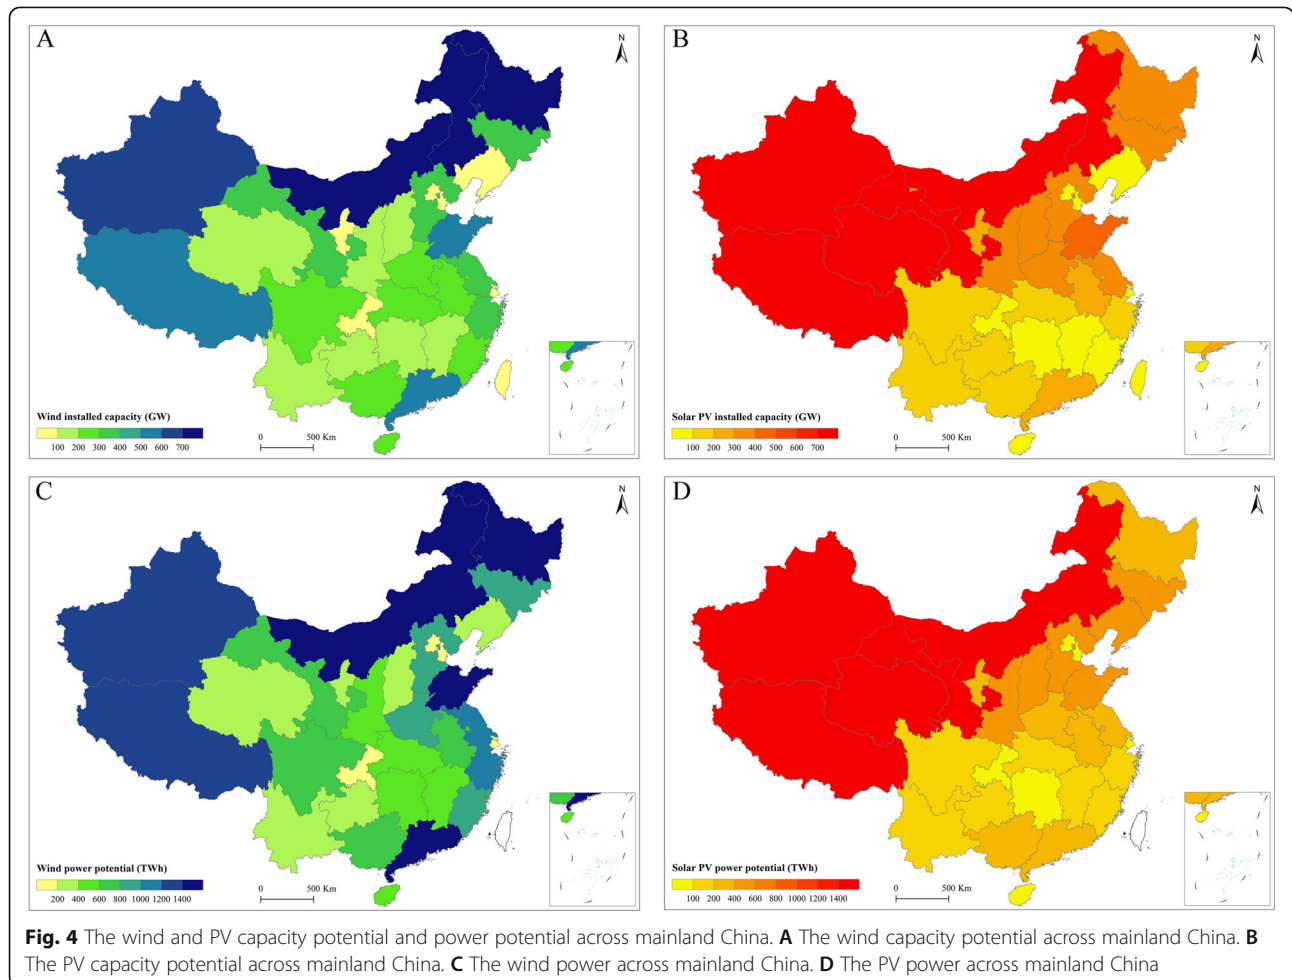 A
N
Wind installed capacity (GW)
100 200 300 400 500 600 700
0 500 Km
B
N
Solar PV installed capacity (GW)
100 200 300 400 500 600 700
0 500 Km
C
N
Wind power potential (TWh)
200 400 600 800 1000 1200 1400
0 500 Km
D
N
Solar PV power potential (TWh)
100 200 400 600 800 1000 1200 1400
0 500 Km
Fig. 4 The wind and PV capacity potential and power potential across mainland China. A The wind capacity potential across mainland China. B
The PV capacity potential across mainland China. C The wind power across mainland China. D The PV power across mainland China